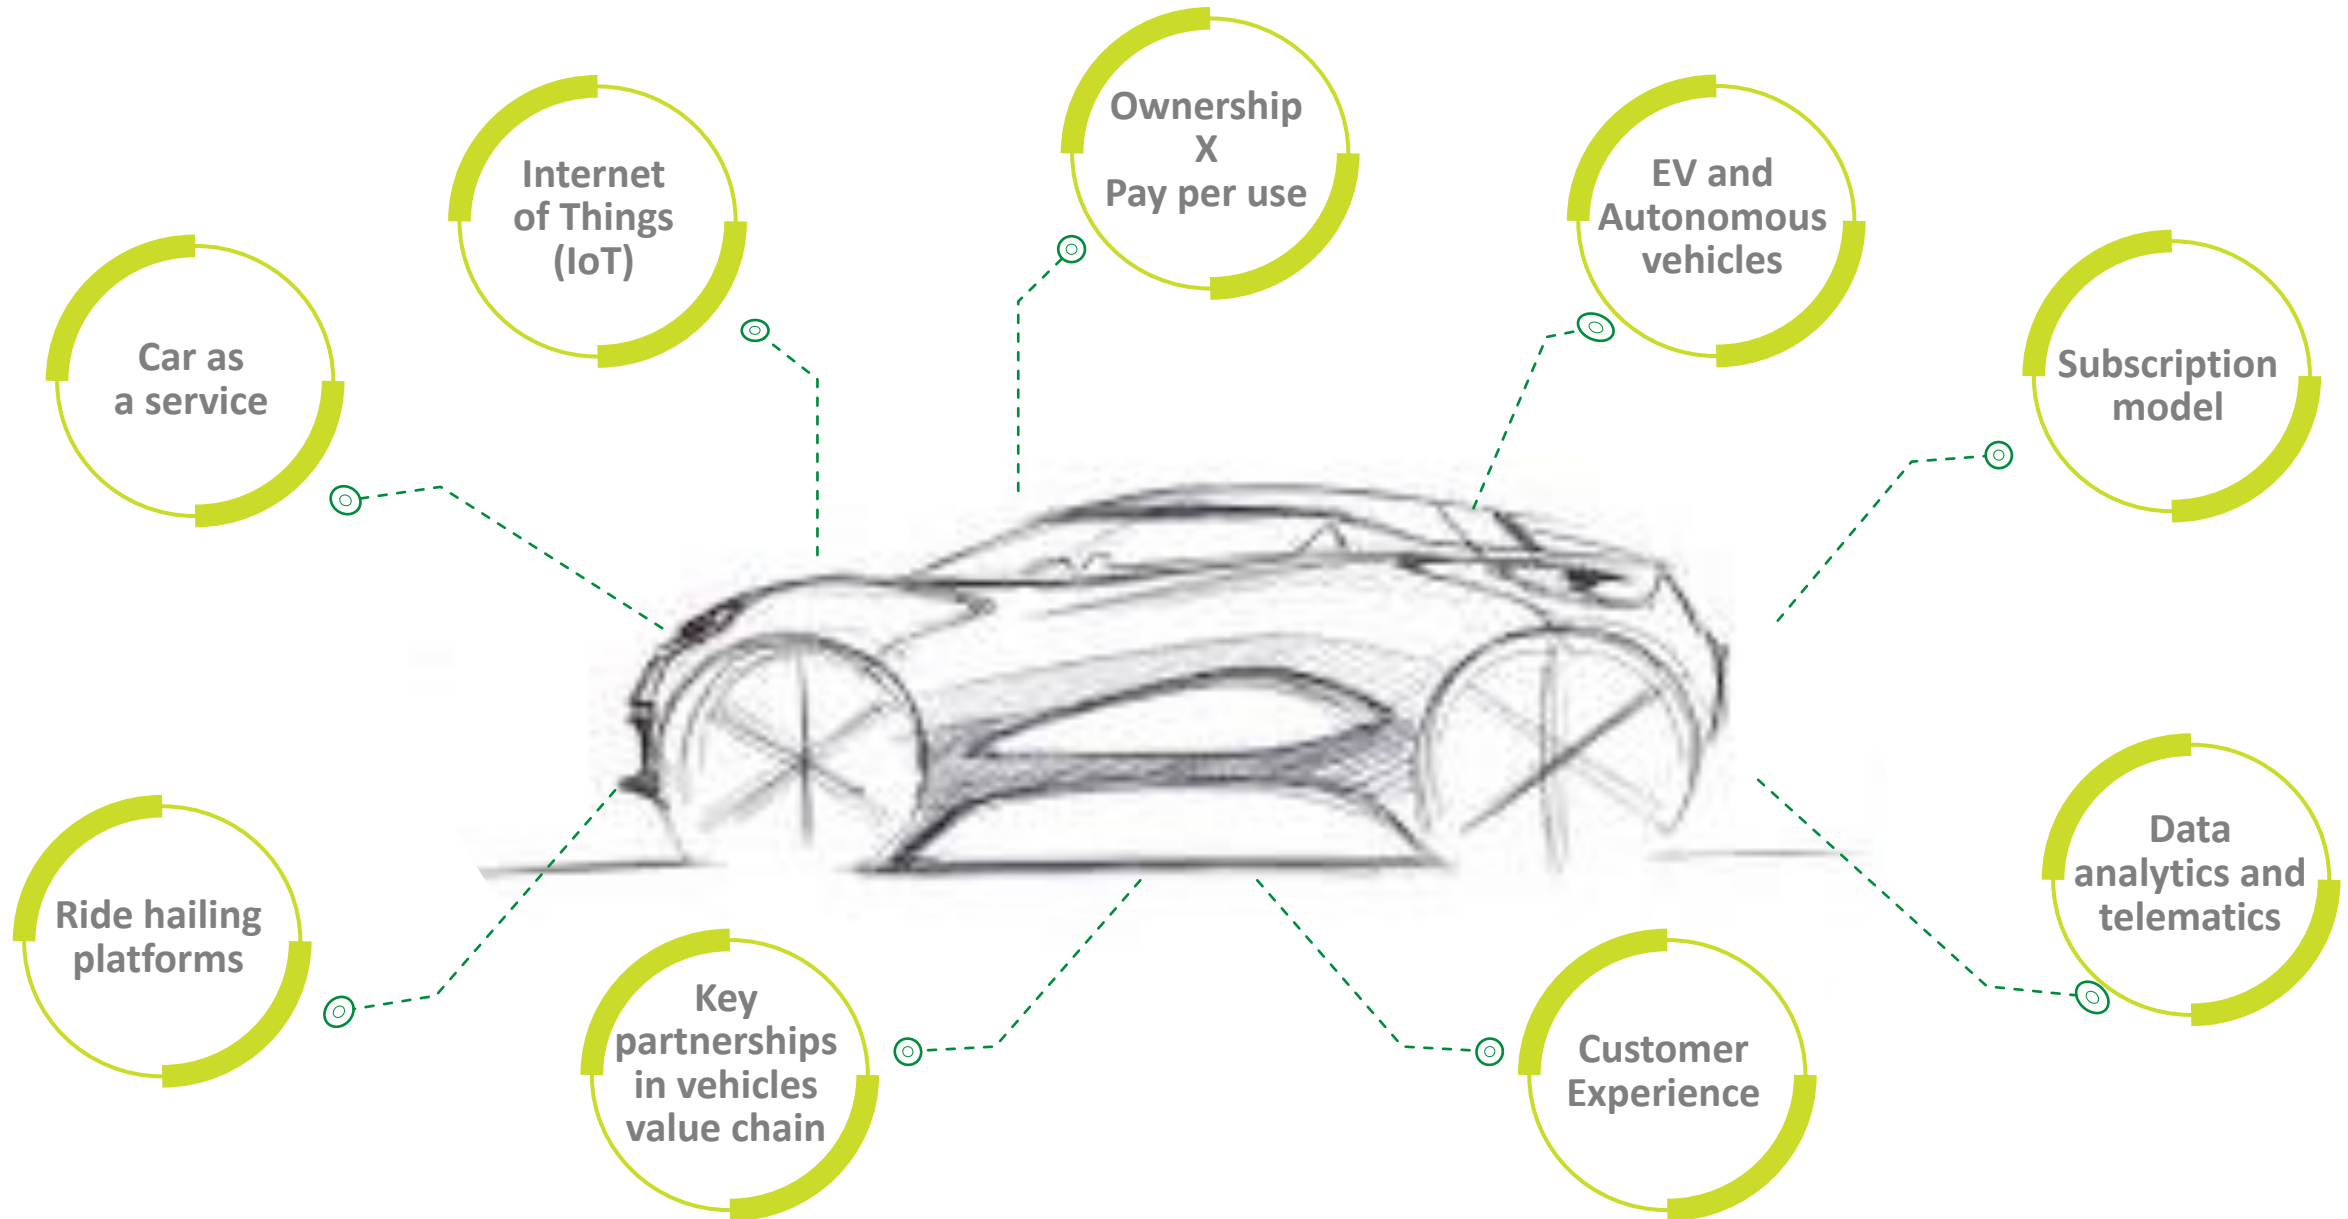 Ownership
X
Pay per use
Internet
of Things
(IoT)
EV and
Autonomous
vehicles
Car as
a service
Subscription
model
Data
analytics and
telematics
Ride hailing
platforms
Key
partnerships
in vehicles
value chain
Customer
Experience